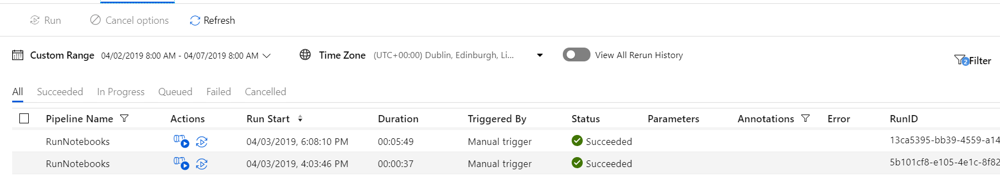 Run Cancel options Refresh
Custom Range 04/02/2019 8:00 AM - 04/07/2019 8:00 AM Time Zone (UTC+00:00) Dublin, Edinburgh, Li... View All Rerun History 2 Filter
All Succeeded In Progress Queued Failed Cancelled
Pipeline Name Actions Run Start Duration Triggered By Status Parameters Annotations Error RunID
RunNotebooks 04/03/2019, 6:08:10 PM 00:05:49 Manual trigger Succeeded 13ca5395-bb39-4559-a14
RunNotebooks 04/03/2019, 4:03:46 PM 00:00:37 Manual trigger Succeeded 5b101cf8-e105-4e1c-8f82